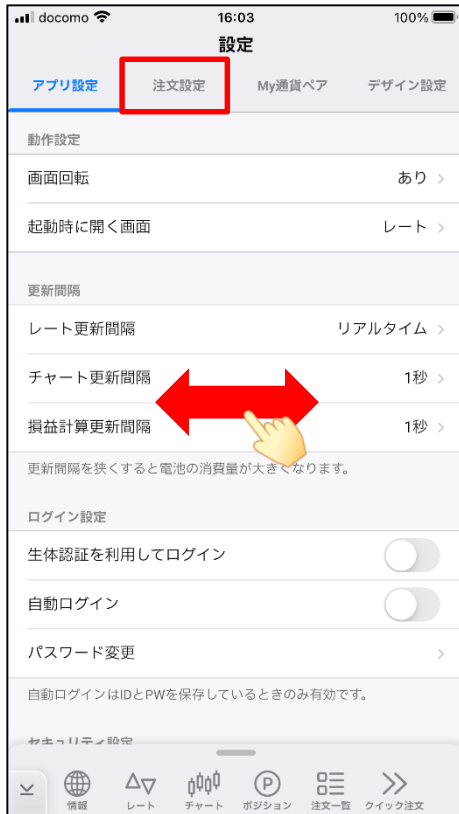 docomo 16:03 100%
設定
アプリ設定 注文設定 My通貨ペア デザイン設定
動作設定
画面回転 あり
起動時に開く画面 レート
更新間隔
レート更新間隔 リアルタイム
チャート更新間隔 1秒
損益計算更新間隔 1秒
更新間隔を狭くすると電池の消費量が大きくなります。
ログイン設定
生体認証を利用してログイン
自動ログイン
パスワード変更
自動ログインはIDとPWを保存しているときのみ有効です。
セキュリティ設定
P
情報 レート チャート ポジション 注文一覧 クイック注文